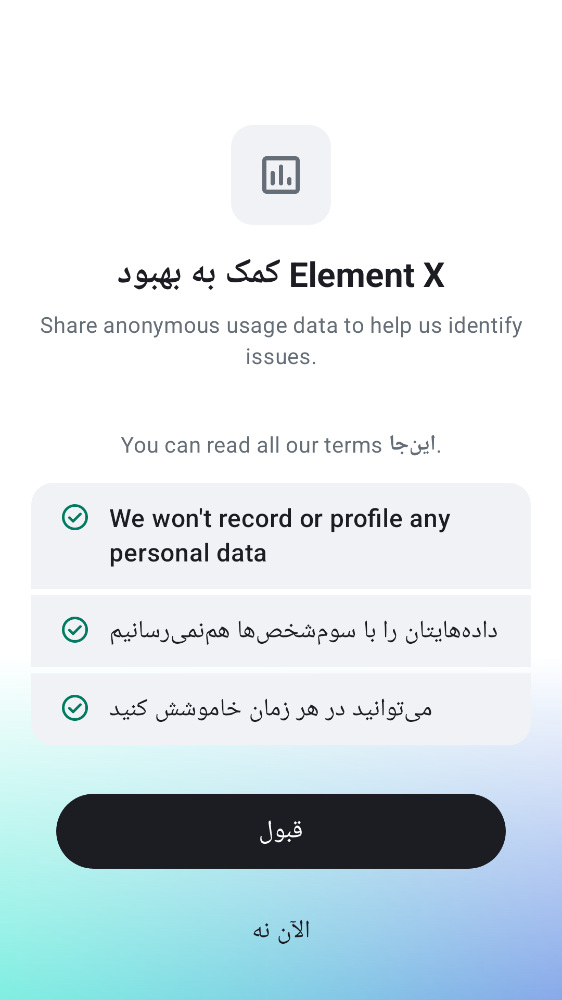 کمک به بهبود Element X
Share anonymous usage data to help us identify
issues.
You can read all our terms این‌جا.
We won't record or profile any
personal data
داده‌هایتان را با سوم‌شخص‌ها هم‌نمی‌رسانیم
می‌توانید در هر زمان خاموشش کنید
قبول
الآن نه